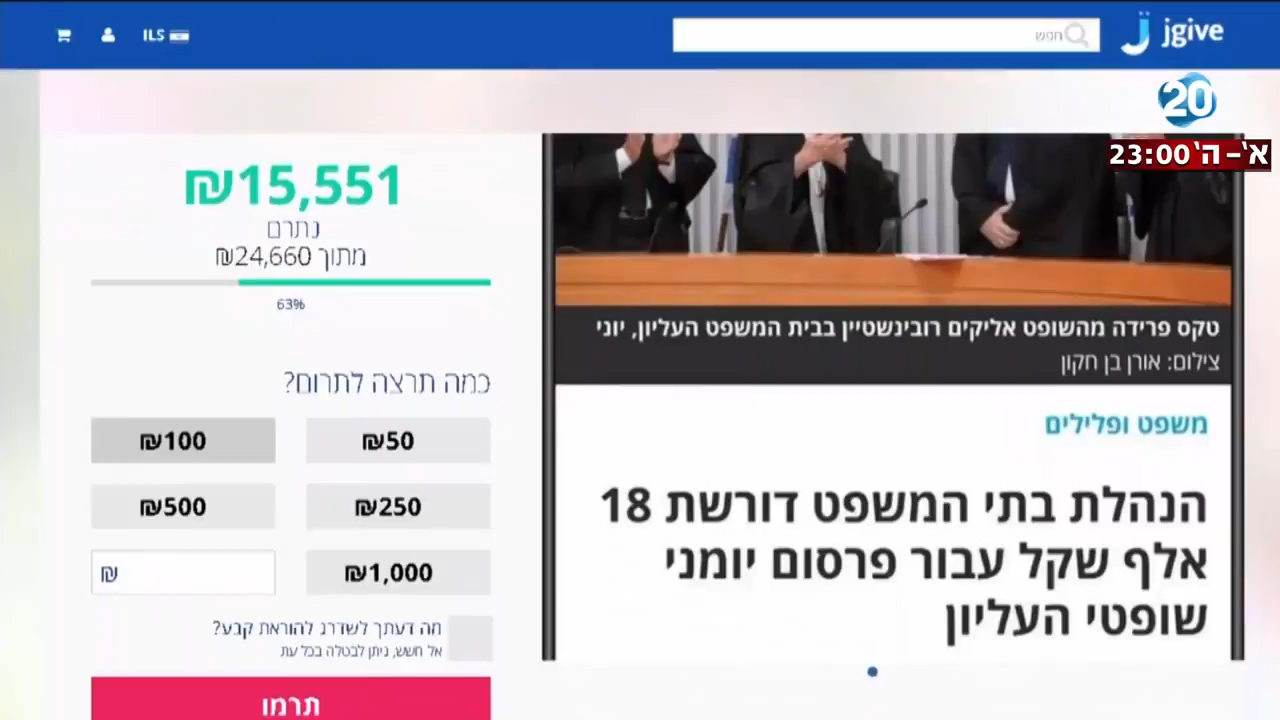 jgive
חפש
ILS
20
א'-ה' 23:00
טקס פרידה מהשופט אליקים רובינשטיין בבית המשפט העליון, יוני
צילום: אורן בן חקון
משפט ופלילים
הנהלת בתי המשפט דורשת 18
אלף שקל עבור פרסום יומני
שופטי העליון
₪15,551
נתרם
מתוך ₪24,660
63%
כמה תרצה לתרום?
₪50
₪100
₪250
₪500
₪1,000
₪
מה דעתך לשדרג להוראת קבע?
אל חשש, ניתן לבטלה בכל עת
תרמו